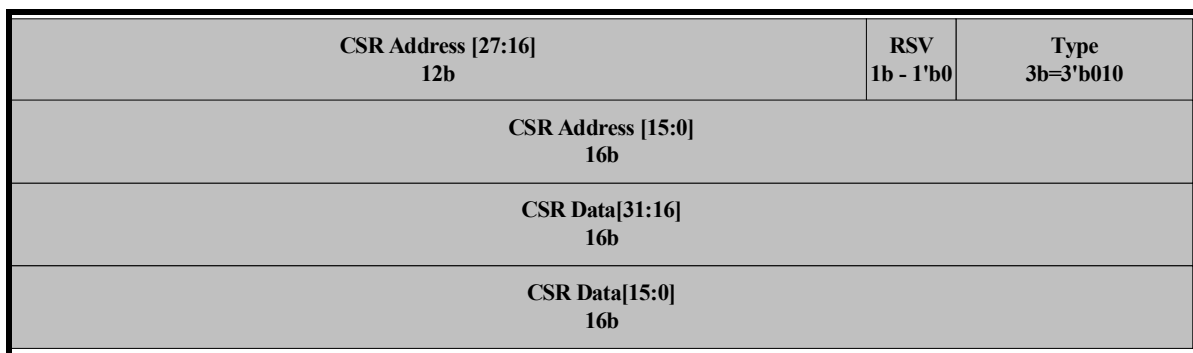 CSR Address [27:16]
12b
RSV
1b - 1'b0
Type
3b=3'b010
CSR Address [15:0]
16b
CSR Data[31:16]
16b
CSR Data[15:0]
16b